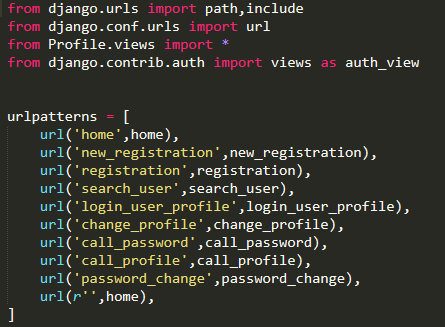 from django.urls import path,include
from django.conf.urls import url
from Profile.views import *
from django.contrib.auth import views as auth_view
urlpatterns = [
    url('home',home),
    url('new_registration',new_registration),
    url('registration',registration),
    url('search_user',search_user),
    url('login_user_profile',login_user_profile),
    url('change_profile',change_profile),
    url('call_password',call_password),
    url('call_profile',call_profile),
    url('password_change',password_change),
    url(r'',home),
]